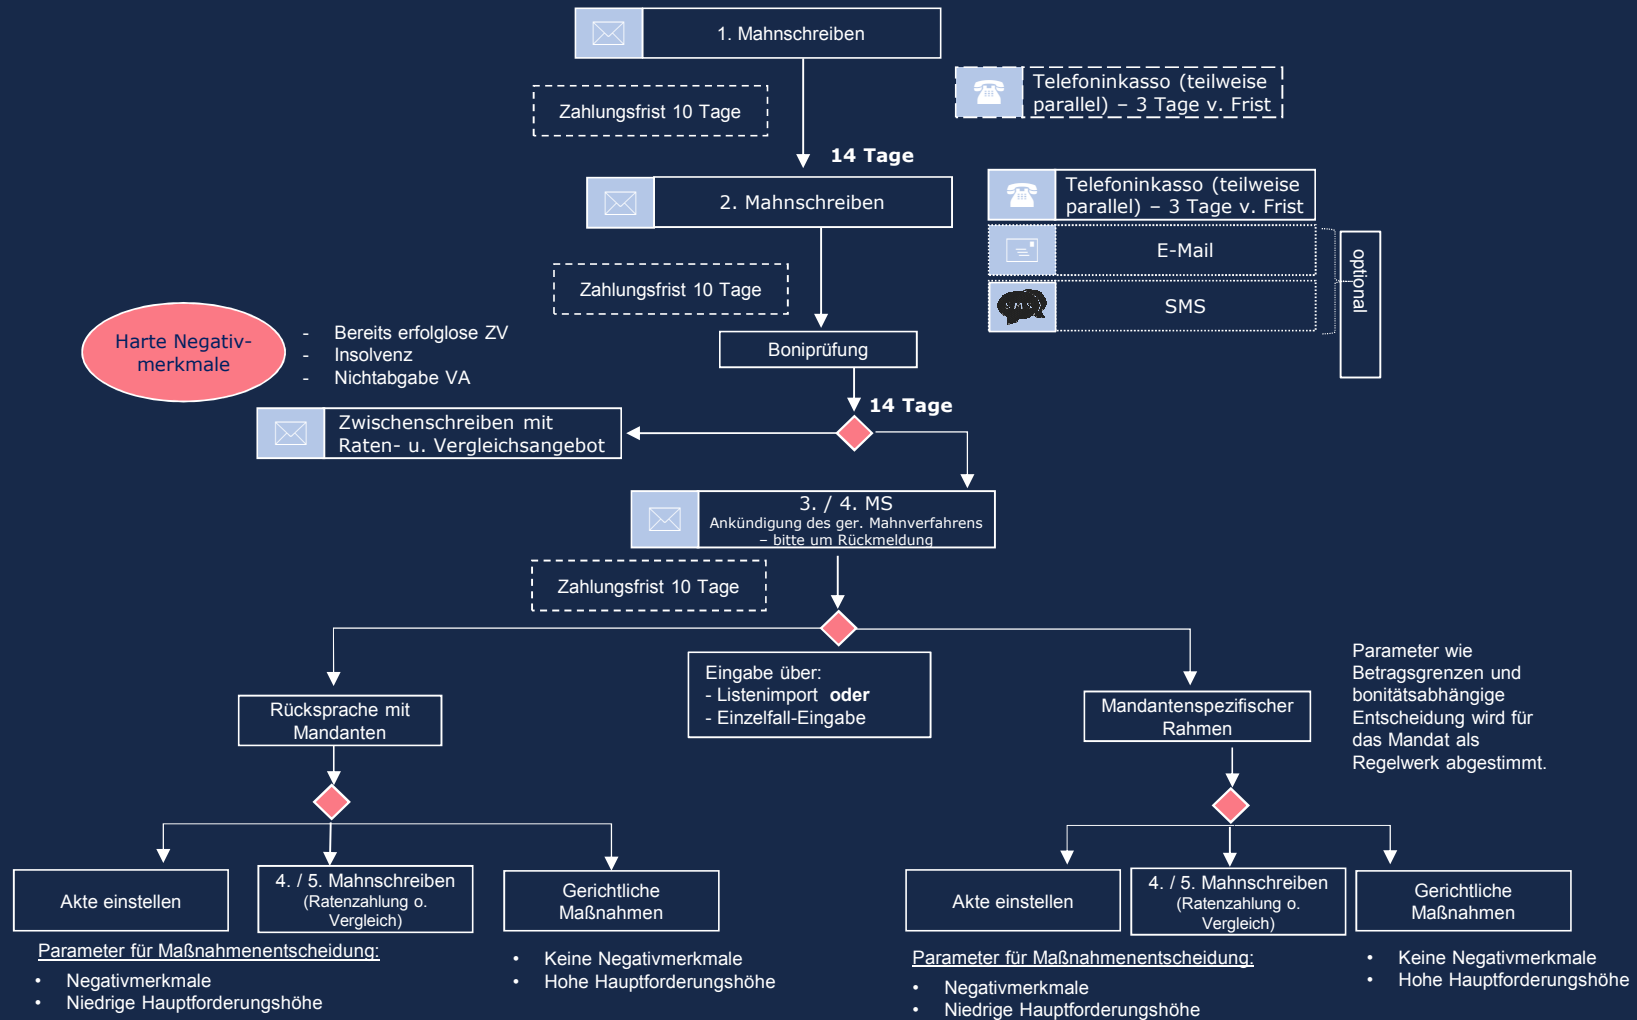 1. Mahnschreiben
Telefoninkasso (teilweise
parallel) – 3 Tage v. Frist
Zahlungsfrist 10 Tage
14 Tage
2. Mahnschreiben
Telefoninkasso (teilweise
parallel) – 3 Tage v. Frist
E-Mail
SMS
SMS
optional
Zahlungsfrist 10 Tage
Harte Negativ-
merkmale
- Bereits erfolglose ZV
- Insolvenz
- Nichtabgabe VA
Boniprüfung
14 Tage
Zwischenschreiben mit
Raten- u. Vergleichsangebot
3. / 4. MS
Ankündigung des ger. Mahnverfahrens
– bitte um Rückmeldung
Zahlungsfrist 10 Tage
Rücksprache mit
Mandanten
Eingabe über:
- Listenimport oder
- Einzelfall-Eingabe
Mandantenspezifischer
Rahmen
Parameter wie
Betragsgrenzen und
bonitätsabhängige
Entscheidung wird für
das Mandat als
Regelwerk abgestimmt.
Akte einstellen
4. / 5. Mahnschreiben
(Ratenzahlung o.
Vergleich)
Gerichtliche
Maßnahmen
Parameter für Maßnahmenentscheidung:
• Negativmerkmale
• Niedrige Hauptforderungshöhe
• Keine Negativmerkmale
• Hohe Hauptforderungshöhe
Akte einstellen
4. / 5. Mahnschreiben
(Ratenzahlung o.
Vergleich)
Gerichtliche
Maßnahmen
Parameter für Maßnahmenentscheidung:
• Negativmerkmale
• Niedrige Hauptforderungshöhe
• Keine Negativmerkmale
• Hohe Hauptforderungshöhe